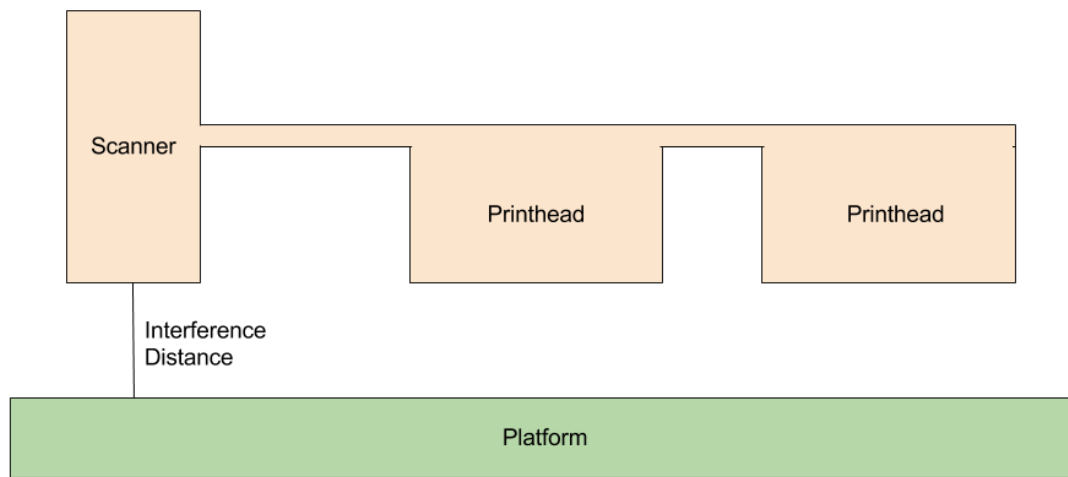 Scanner
Printhead
Printhead
Interference
Distance
Platform